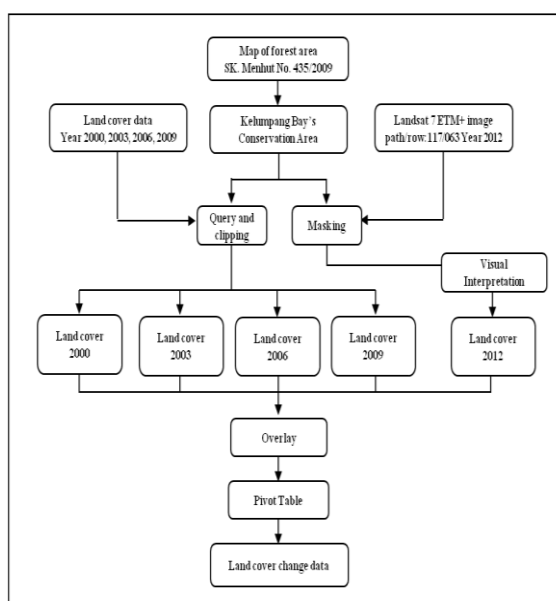 Map of forest area
SK. Menhut No. 435/2009
Land cover data
Year 2000, 2003, 2006, 2009
Kelumpang Bay's
Conservation Area
Landsat 7 ETM+ image
path/row:117/063 Year 2012
Query and
clipping
Masking
Visual
Interpretation
Land cover
2000
Land cover
2003
Land cover
2006
Land cover
2009
Land cover
2012
Overlay
Pivot Table
Land cover change data